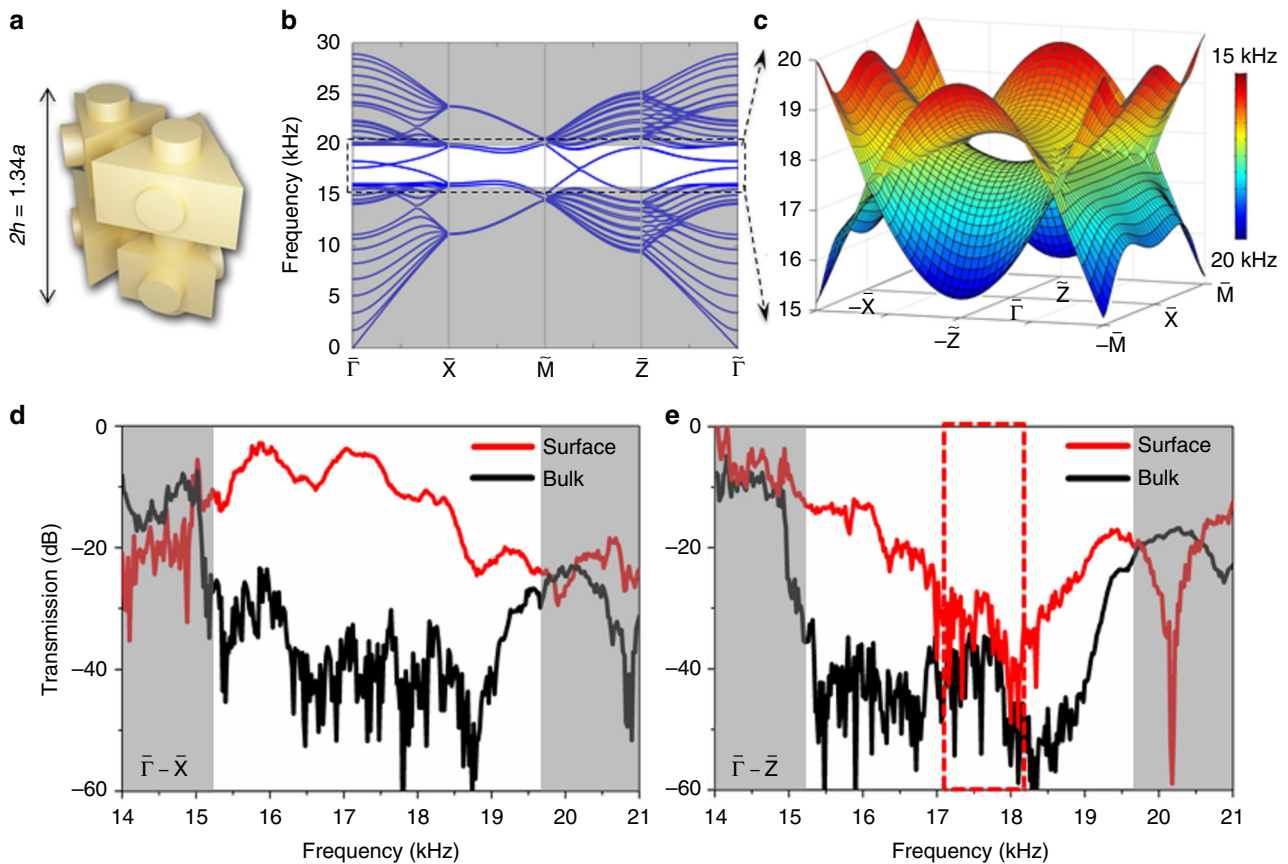 a
2h = 1.34a
b
Frequency (kHz)
30
25
20
15
10
5
0
Γ̄ X̄ M̃ Z̄ Γ̃
c
20
19
18
17
16
15
15 kHz
20 kHz
–X̄
–Z̃
Γ̄
Z̃
–M̄
X̄
M̄
d
Transmission (dB)
0
–20
–40
–60
Surface
Bulk
Γ̄ – X̄
14 15 16 17 18 19 20 21
Frequency (kHz)
e
0
–20
–40
–60
Surface
Bulk
Γ̄ – Z̄
14 15 16 17 18 19 20 21
Frequency (kHz)